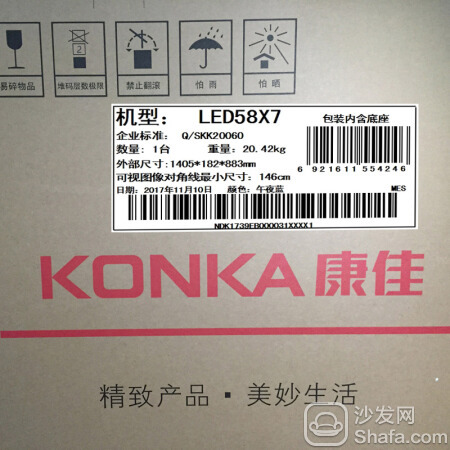 易碎物品
2
堆码层数极限
禁止翻滚
怕雨
怕晒
机型： LED58X7
包装内含底座
企业标准： Q/SKK20060
数量：1台 重量：20.42kg
外部尺寸：1405*182*883mm
可视图像对角线最小尺寸：146cm
日期：2017年11月10日 颜色：午夜蓝
MES
6921611554246
NDK1739EB000031XXXX1
KONKA 康佳
精致产品·美妙生活
沙发网
Shafa.com